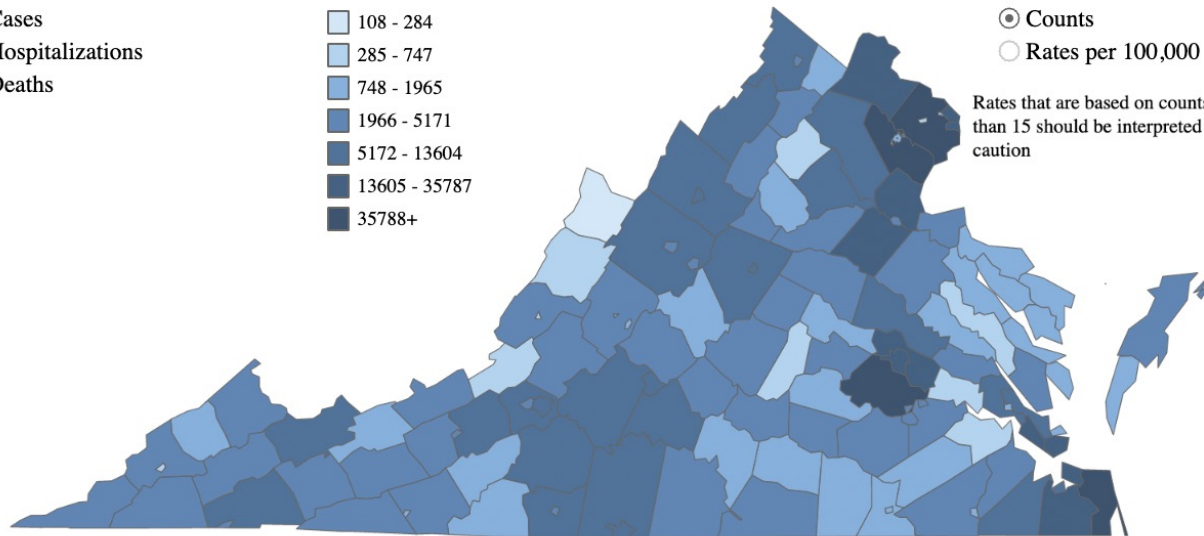 Cases
Hospitalizations
Deaths
108 - 284
285 - 747
748 - 1965
1966 - 5171
5172 - 13604
13605 - 35787
35788+
Counts
Rates per 100,000
Rates that are based on counts
than 15 should be interpreted
caution